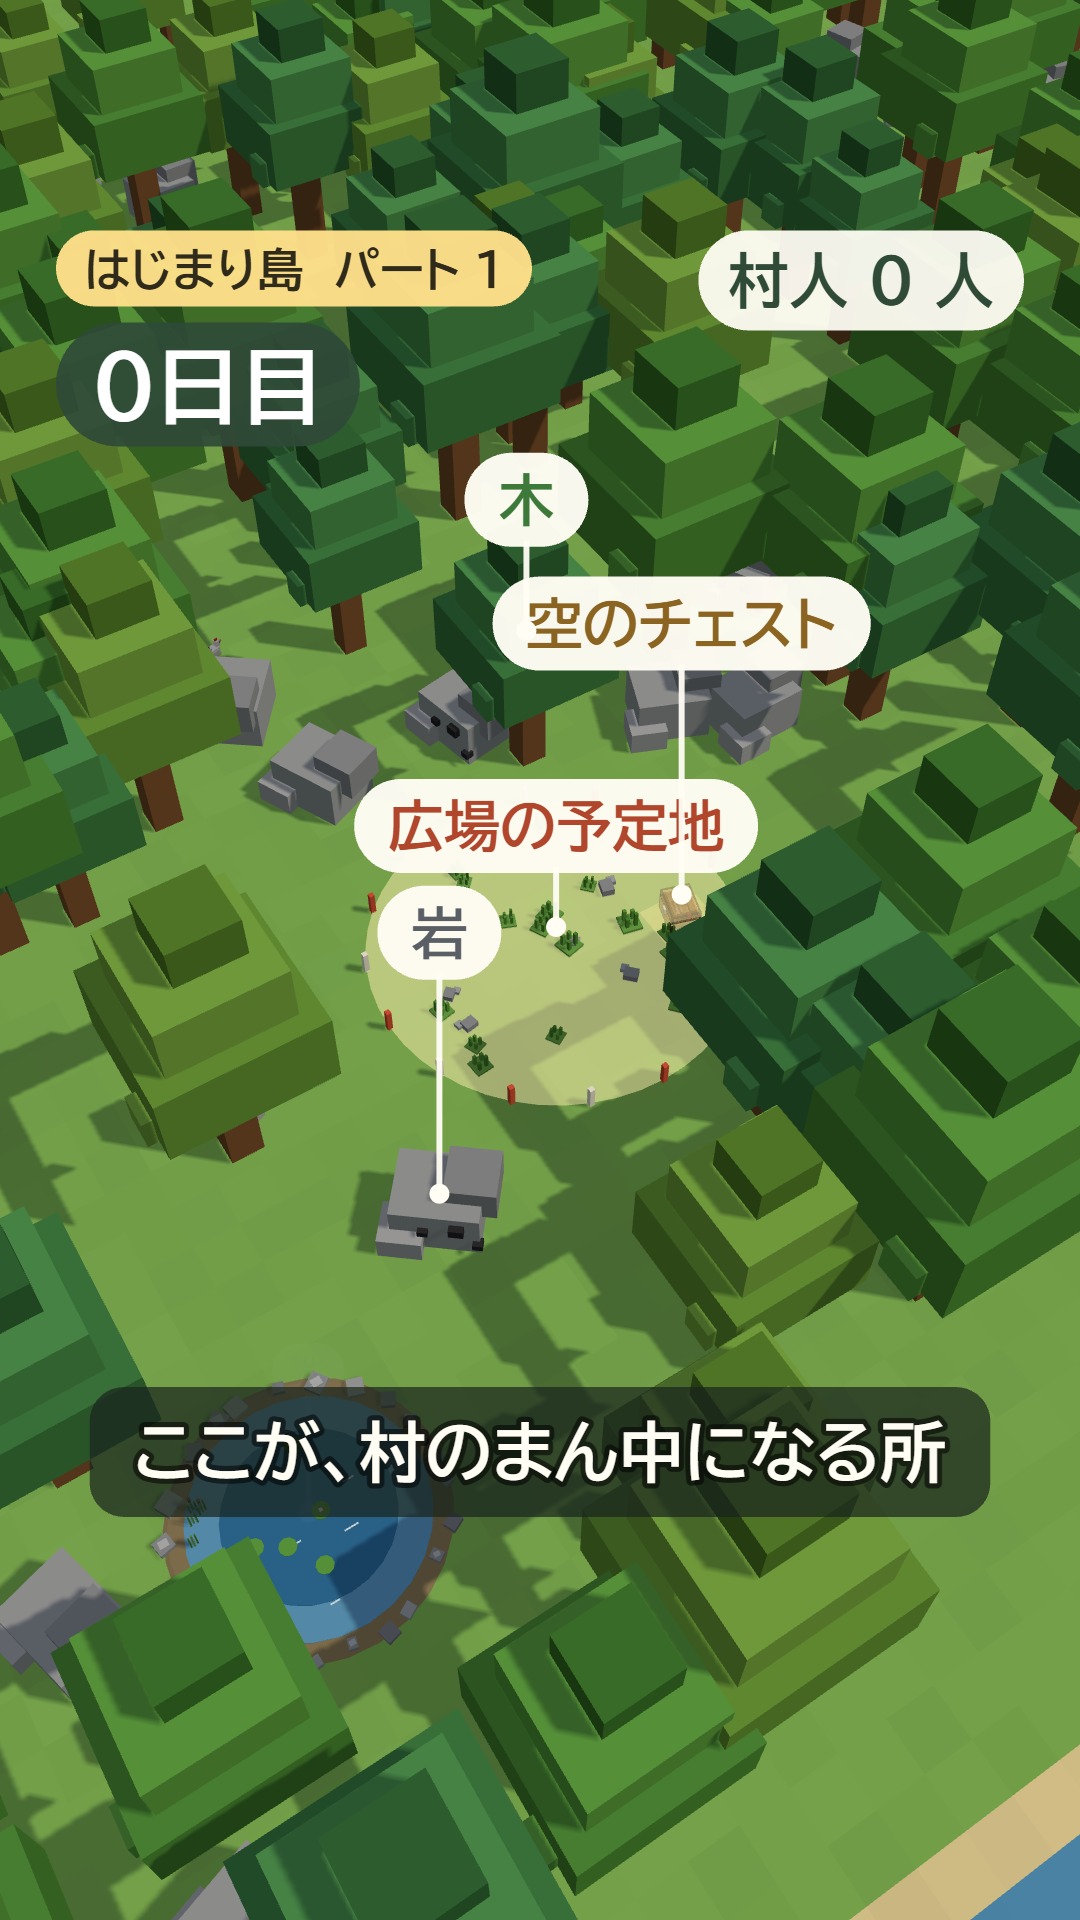 はじまり島 パート 1
村人 0 人
0日目
木
空のチェスト
広場の予定地
岩
ここが、村のまん中になる所